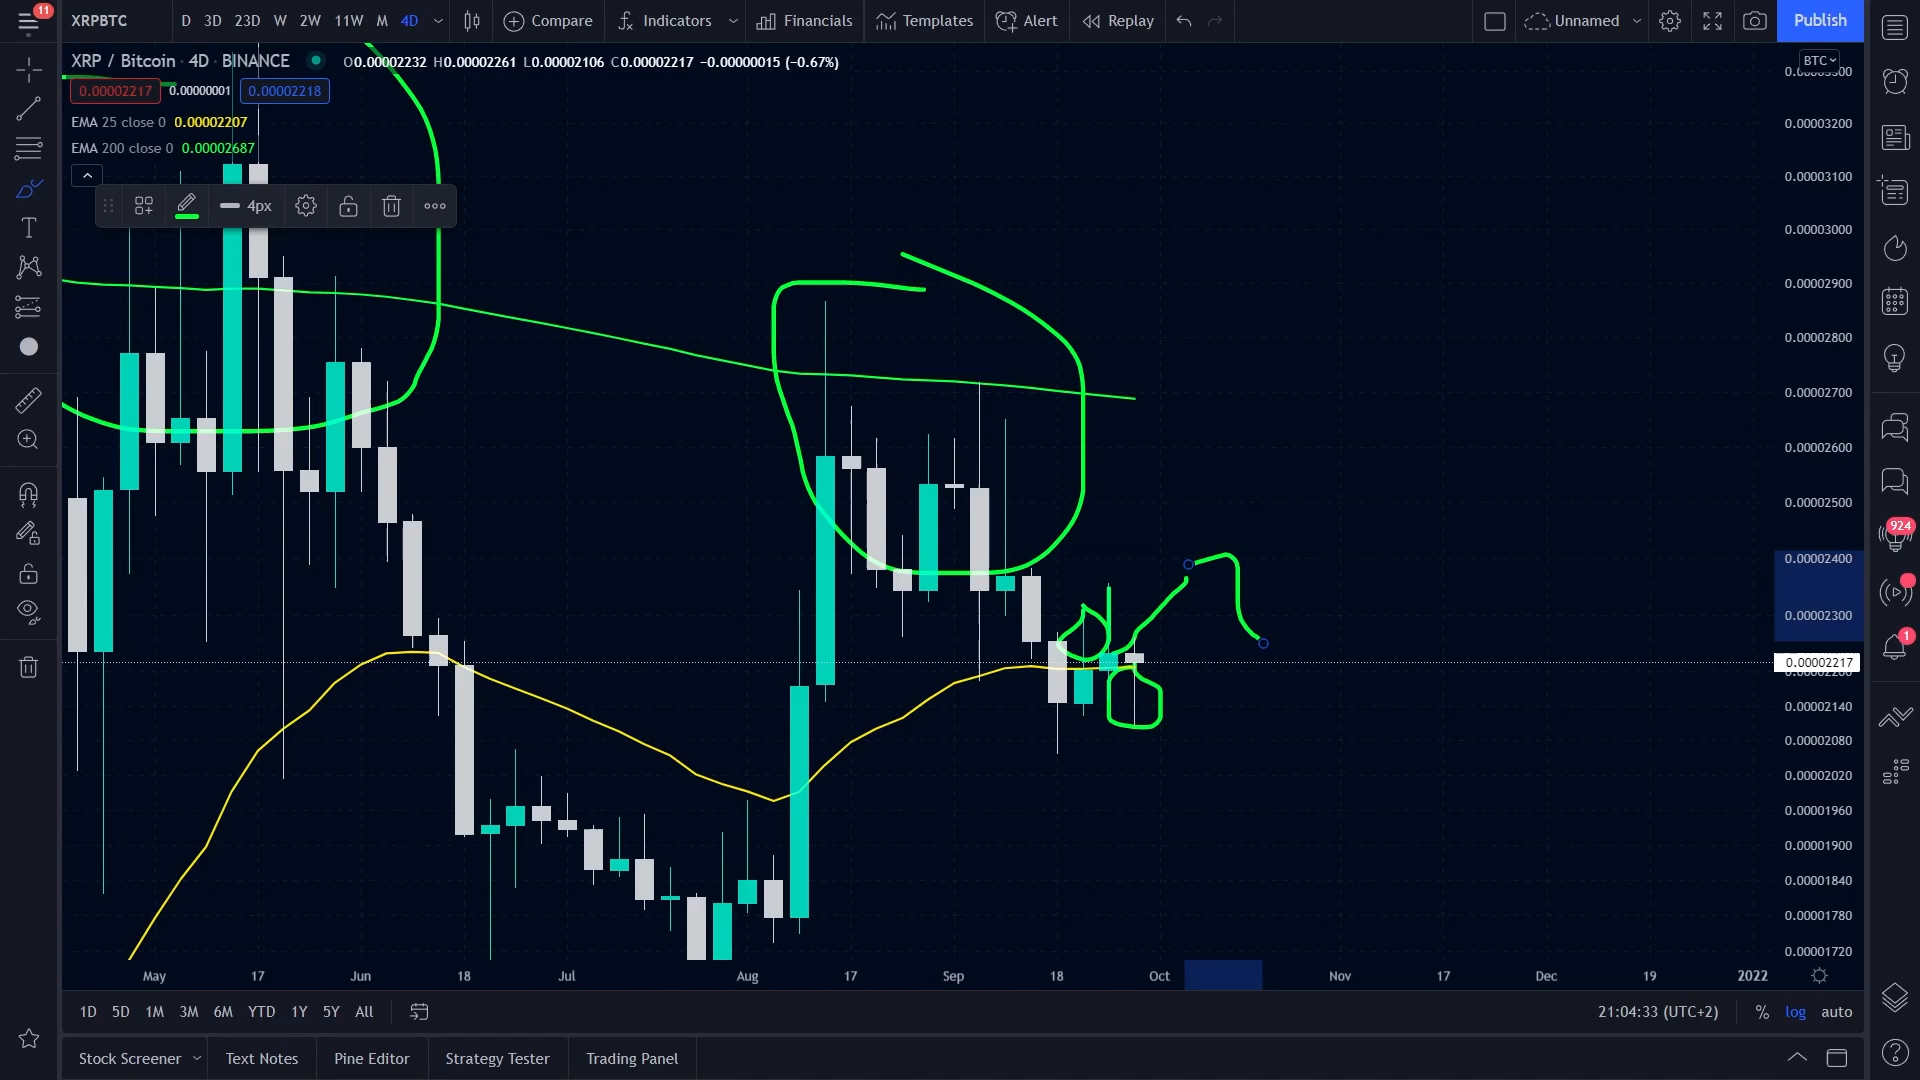 11
XRPBTC D 3D 23D W 2W 11W M 4D Compare Indicators Financials Templates Alert Replay Unnamed Publish
XRP / Bitcoin · 4D · BINANCE O0.00002232 H0.00002261 L0.00002106 C0.00002217 −0.00000015 (−0.67%)
BTC
0.00002217 0.00000001 0.00002218
EMA 25 close 0 0.00002207
EMA 200 close 0 0.00002687
4px
0.00003200
0.00003100
0.00003000
0.00002900
0.00002800
0.00002700
0.00002600
0.00002500
0.00002400
0.00002300
0.00002217
0.00002140
0.00002080
0.00002020
0.00001960
0.00001900
0.00001840
0.00001780
0.00001720
924
1
May 17 Jun 18 Jul Aug 17 Sep 18 Oct Nov 17 Dec 19 2022
1D 5D 1M 3M 6M YTD 1Y 5Y All 21:04:33 (UTC+2) % log auto
Stock Screener Text Notes Pine Editor Strategy Tester Trading Panel